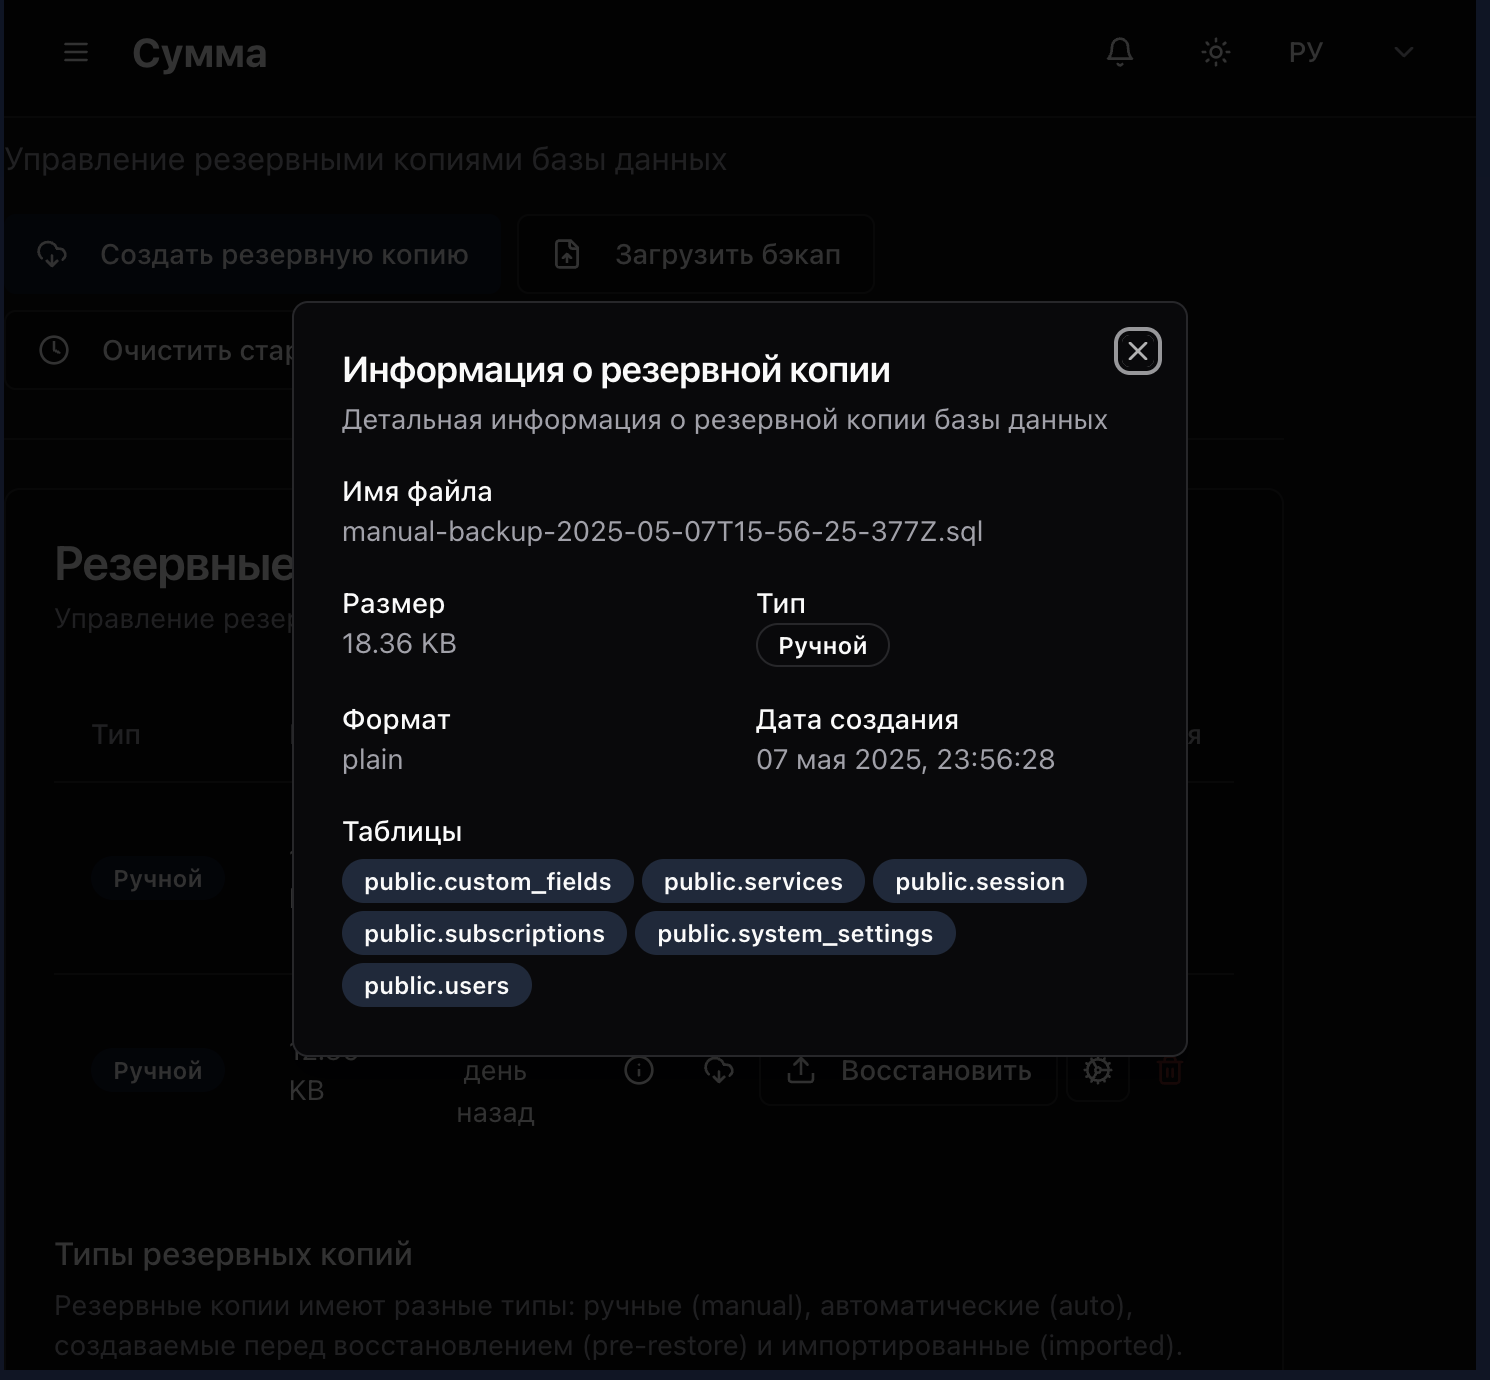 Сумма
РУ
Управление резервными копиями базы данных
Создать резервную копию
Загрузить бэкап
Очистить
Информация о резервной копии
Детальная информация о резервной копии базы данных
Имя файла
manual-backup-2025-05-07T15-56-25-377Z.sql
Размер
Тип
18.36 KB
Ручной
Формат
Дата создания
plain
07 мая 2025, 23:56:28
Таблицы
public.custom_fields
public.services
public.session
public.subscriptions
public.system_settings
public.users
Резервные
Управление
Тип
Ручной
Ручной
KB
день
назад
Восстановить
Типы резервных копий
Резервные копии имеют разные типы: ручные (manual), автоматические (auto),
создаваемые перед восстановлением (pre-restore) и импортированные (imported).